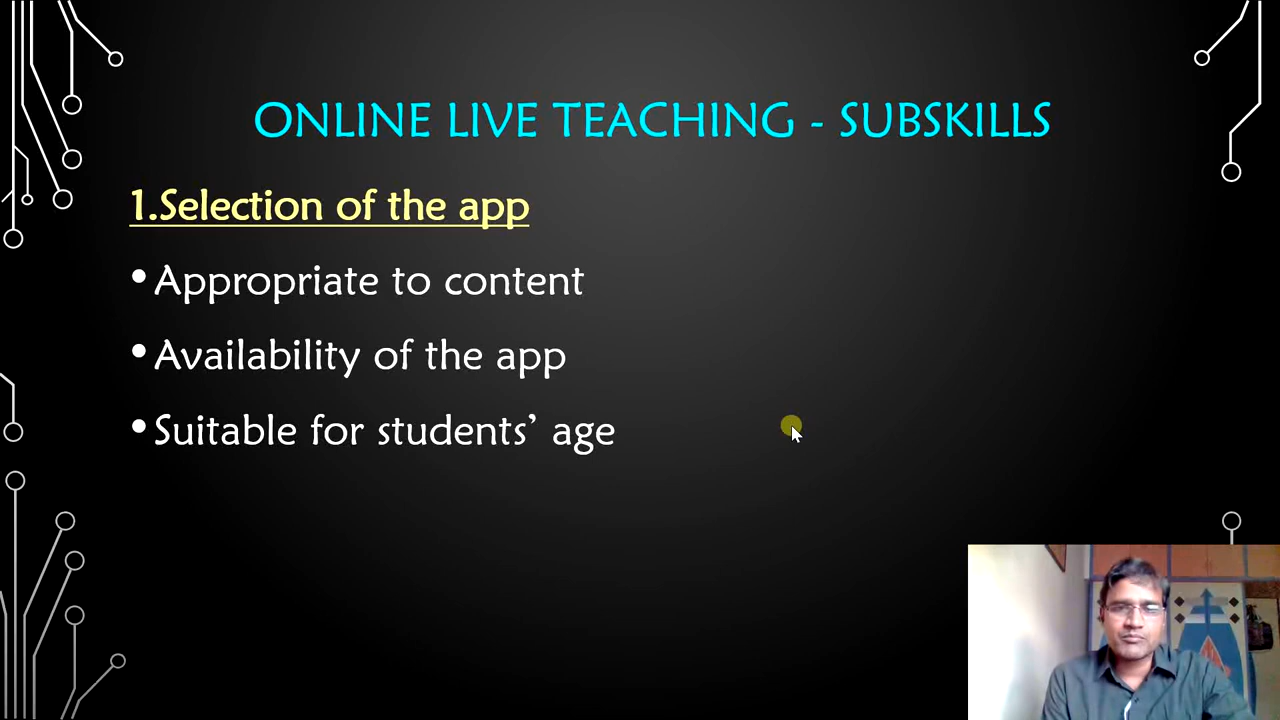 ONLINE LIVE TEACHING - SUBSKILLS
1.Selection of the app
•Appropriate to content
•Availability of the app
•Suitable for students’ age